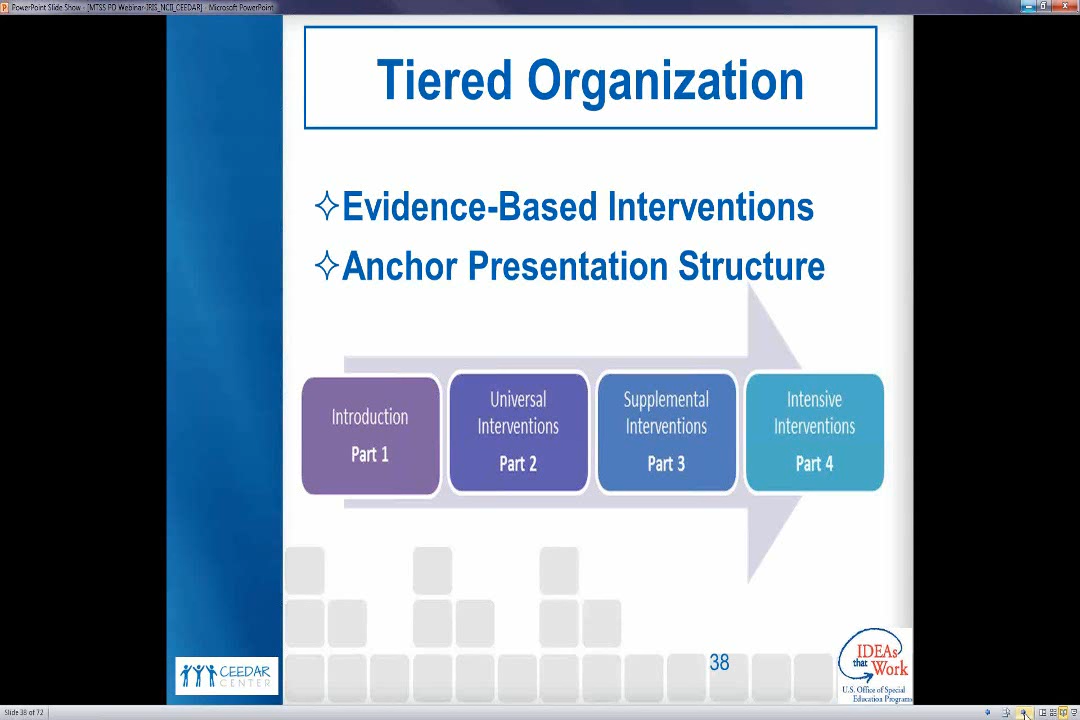 PowerPoint Slide Show - [MTSS PD Webinar-IRIS_NCII_CEEDAR] - Microsoft PowerPoint
Tiered Organization
Evidence-Based Interventions
Anchor Presentation Structure
Introduction
Part 1
Universal
Interventions
Part 2
Supplemental
Interventions
Part 3
Intensive
Interventions
Part 4
CEEDAR
CENTER
38
IDEAs
that Work
U.S. Office of Special
Education Programs
Slide 38 of 72